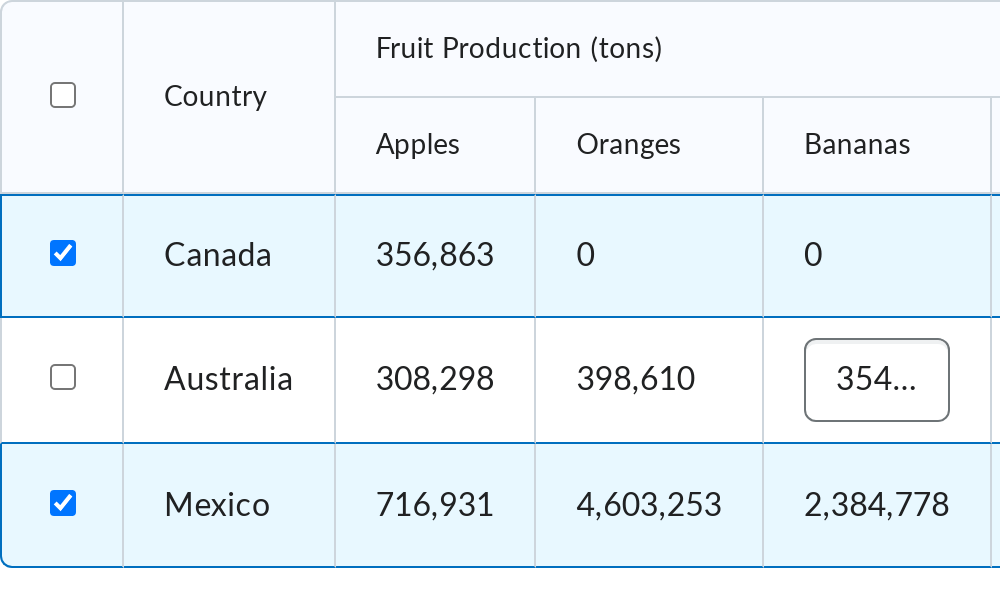 Fruit Production (tons)
Country
Apples Oranges Bananas
Canada 356,863 0 0
Australia 308,298 398,610 354...
Mexico 716,931 4,603,253 2,384,778